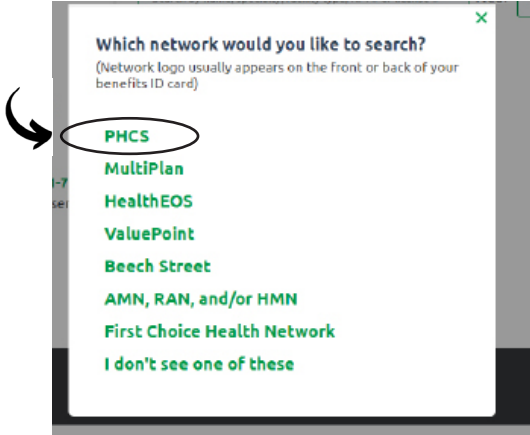 Which network would you like to search?
(Network logo usually appears on the front or back of your
benefits ID card)
PHCS
MultiPlan
HealthEOS
ValuePoint
Beech Street
AMN, RAN, and/or HMN
First Choice Health Network
I don't see one of these